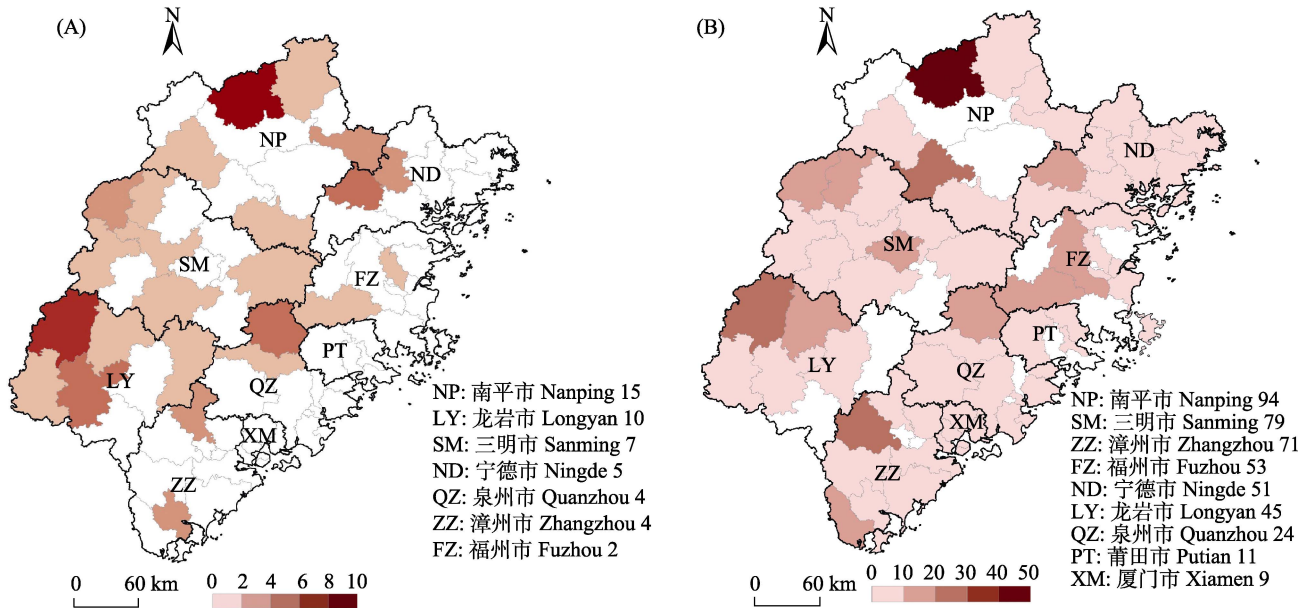 (A)
N
NP
ND
SM
FZ
LY
PT
QZ
XM
ZZ
NP: 南平市 Nanping 15
LY: 龙岩市 Longyan 10
SM: 三明市 Sanming 7
ND: 宁德市 Ningde 5
QZ: 泉州市 Quanzhou 4
ZZ: 漳州市 Zhangzhou 4
FZ: 福州市 Fuzhou 2
0 60 km
0 2 4 6 8 10
(B)
N
NP
ND
SM
FZ
PT
LY
QZ
XM
ZZ
NP: 南平市 Nanping 94
SM: 三明市 Sanming 79
ZZ: 漳州市 Zhangzhou 71
FZ: 福州市 Fuzhou 53
ND: 宁德市 Ningde 51
LY: 龙岩市 Longyan 45
QZ: 泉州市 Quanzhou 24
PT: 莆田市 Putian 11
XM: 厦门市 Xiamen 9
0 60 km
0 10 20 30 40 50